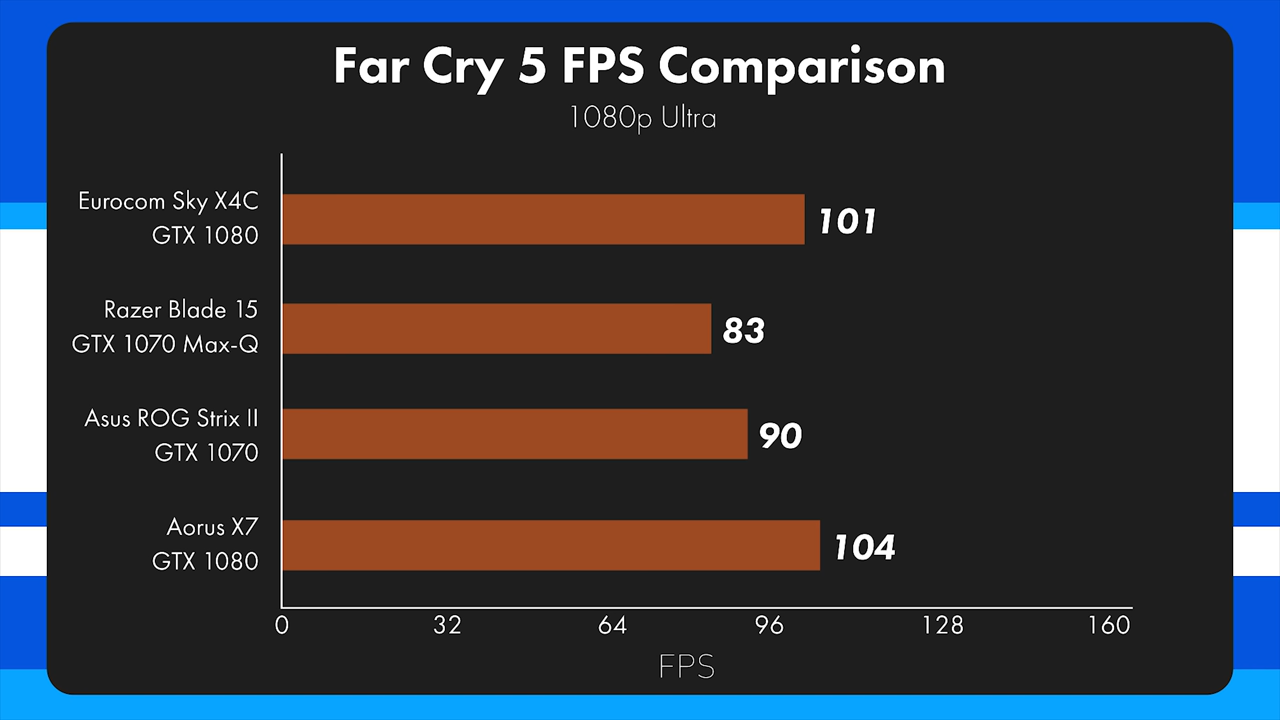 Far Cry 5 FPS Comparison
1080p Ultra
Eurocom Sky X4C
GTX 1080
101
Razer Blade 15
GTX 1070 Max-Q
83
Asus ROG Strix II
GTX 1070
90
Aorus X7
GTX 1080
104
0 32 64 96 128 160
FPS